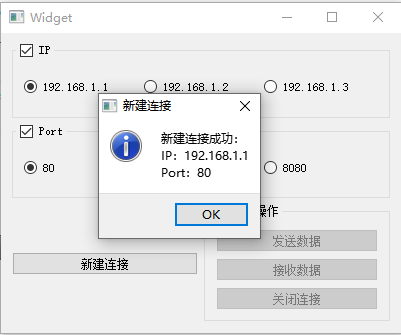 Widget
IP
192.168.1.1
192.168.1.2
192.168.1.3
新建连接
新建连接成功：
IP：192.168.1.1
Port：80
OK
Port
80
8080
操作
发送数据
接收数据
关闭连接
新建连接